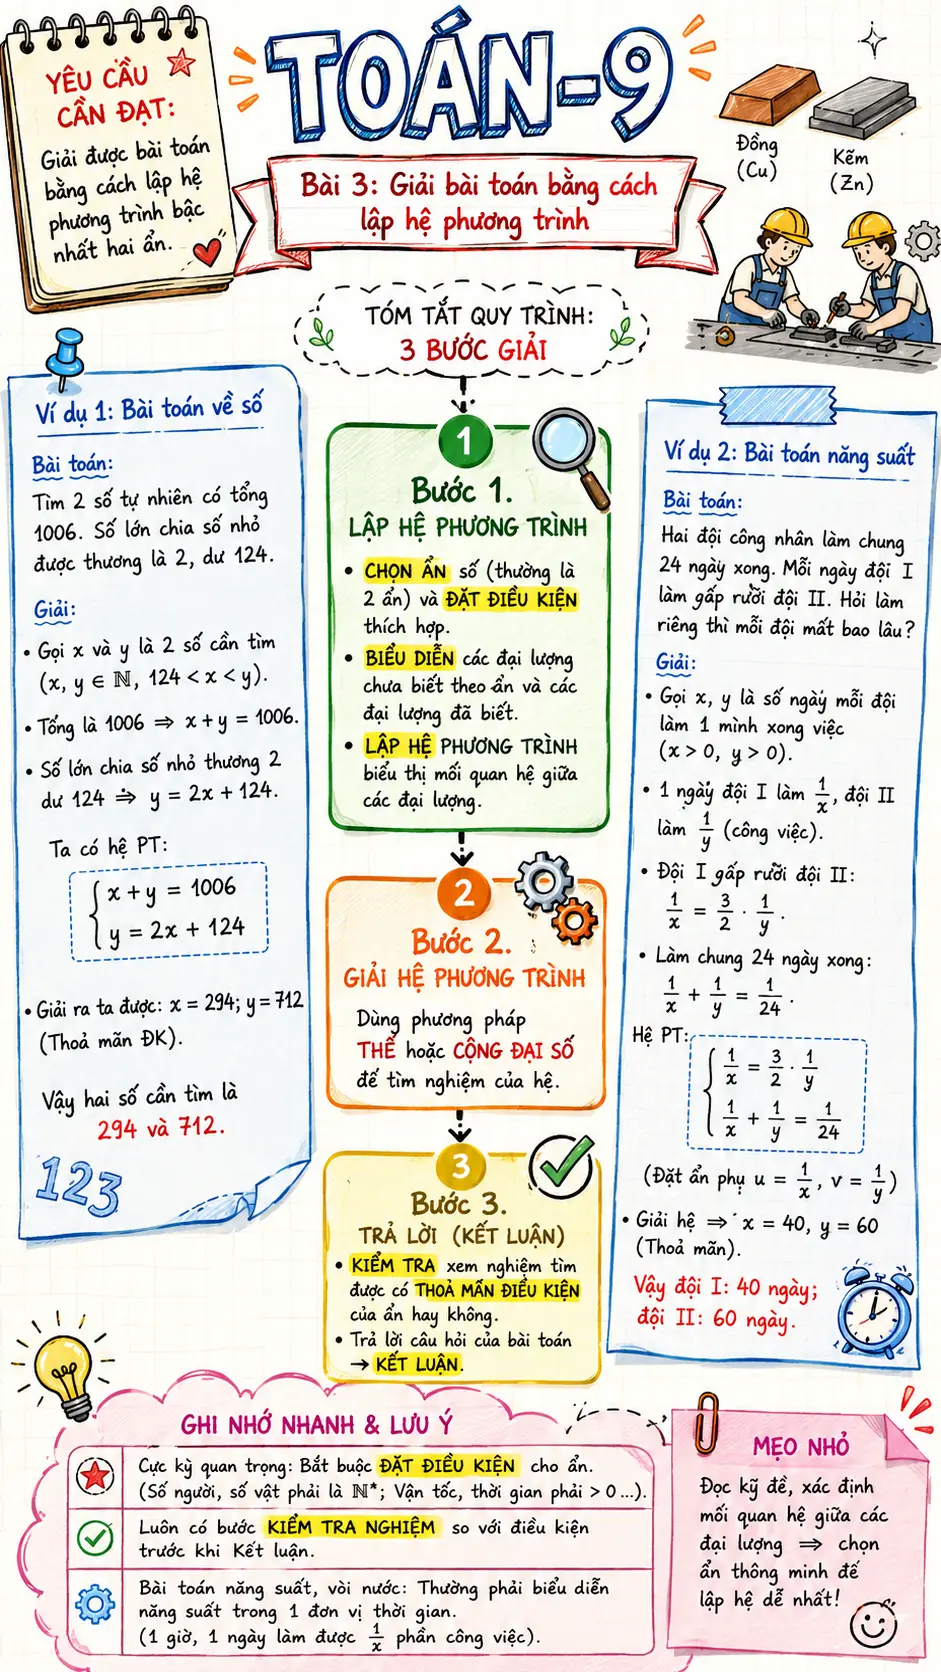 YÊU CẦU
CẦN ĐẠT:
Giải được bài toán
bằng cách lập hệ
phương trình bậc
nhất hai ẩn.
TOÁN-9
Bài 3: Giải bài toán bằng cách
lập hệ phương trình
Đồng
(Cu)
Kẽm
(Zn)
TÓM TẮT QUY TRÌNH:
3 BƯỚC GIẢI
Ví dụ 1: Bài toán về số
Bài toán:
Tìm 2 số tự nhiên có tổng
1006. Số lớn chia số nhỏ
được thương là 2, dư 124.
Giải:
• Gọi x và y là 2 số cần tìm
(x, y ∈ ℕ, 124 < x < y).
• Tổng là 1006 ⇒ x + y = 1006.
• Số lớn chia số nhỏ thương 2
dư 124 ⇒ y = 2x + 124.
Ta có hệ PT:
x + y = 1006
y = 2x + 124
• Giải ra ta được: x = 294; y = 712
(Thoả mãn ĐK).
Vậy hai số cần tìm là
294 và 712.
123
1
Bước 1.
LẬP HỆ PHƯƠNG TRÌNH
• CHỌN ẨN số (thường là
2 ẩn) và ĐẶT ĐIỀU KIỆN
thích hợp.
• BIỂU DIỄN các đại lượng
chưa biết theo ẩn và các
đại lượng đã biết.
• LẬP HỆ PHƯƠNG TRÌNH
biểu thị mối quan hệ giữa
các đại lượng.
2
Bước 2.
GIẢI HỆ PHƯƠNG TRÌNH
Dùng phương pháp
THẾ hoặc CỘNG ĐẠI SỐ
để tìm nghiệm của hệ.
3
Bước 3.
TRẢ LỜI (KẾT LUẬN)
• KIỂM TRA xem nghiệm tìm
được có THOẢ MÃN ĐIỀU KIỆN
của ẩn hay không.
• Trả lời câu hỏi của bài toán
→ KẾT LUẬN.
Ví dụ 2: Bài toán năng suất
Bài toán:
Hai đội công nhân làm chung
24 ngày xong. Mỗi ngày đội I
làm gấp rưỡi đội II. Hỏi làm
riêng thì mỗi đội mất bao lâu?
Giải:
• Gọi x, y là số ngày mỗi đội
làm 1 mình xong việc
(x > 0, y > 0).
• 1 ngày đội I làm 1/x, đội II
làm 1/y (công việc).
• Đội I gấp rưỡi đội II:
1/x = 3/2 · 1/y.
• Làm chung 24 ngày xong:
1/x + 1/y = 1/24.
Hệ PT:
1/x = 3/2 · 1/y
1/x + 1/y = 1/24
(Đặt ẩn phụ u = 1/x, v = 1/y)
• Giải hệ ⇒ x = 40, y = 60
(Thoả mãn).
Vậy đội I: 40 ngày;
đội II: 60 ngày.
GHI NHỚ NHANH & LƯU Ý
Cực kỳ quan trọng: Bắt buộc ĐẶT ĐIỀU KIỆN cho ẩn.
(Số người, số vật phải là ℕ*; Vận tốc, thời gian phải > 0 ...).
Luôn có bước KIỂM TRA NGHIỆM so với điều kiện
trước khi Kết luận.
Bài toán năng suất, vòi nước: Thường phải biểu diễn
năng suất trong 1 đơn vị thời gian.
(1 giờ, 1 ngày làm được 1/x phần công việc).
MẸO NHỎ
Đọc kỹ đề, xác định
mối quan hệ giữa các
đại lượng ⇒ chọn
ẩn thông minh để
lập hệ dễ nhất!